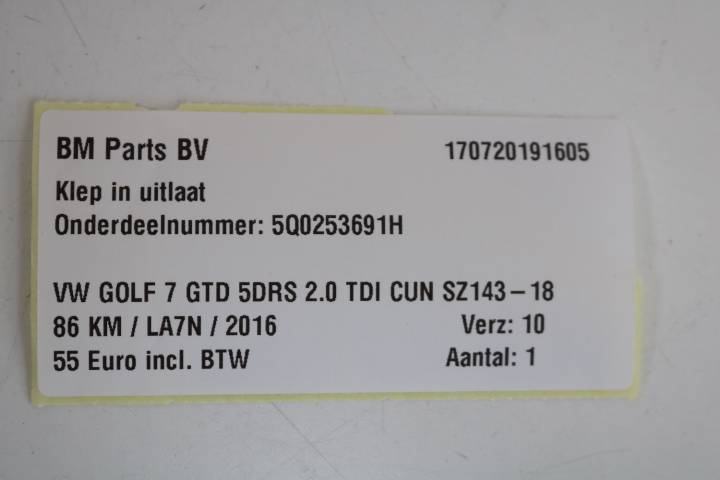 BM Parts BV 170720191605
Klep in uitlaat
Onderdeelnummer: 5Q0253691H
VW GOLF 7 GTD 5DRS 2.0 TDI CUN SZ143-18
86 KM / LA7N / 2016 Verz: 10
55 Euro incl. BTW Aantal: 1